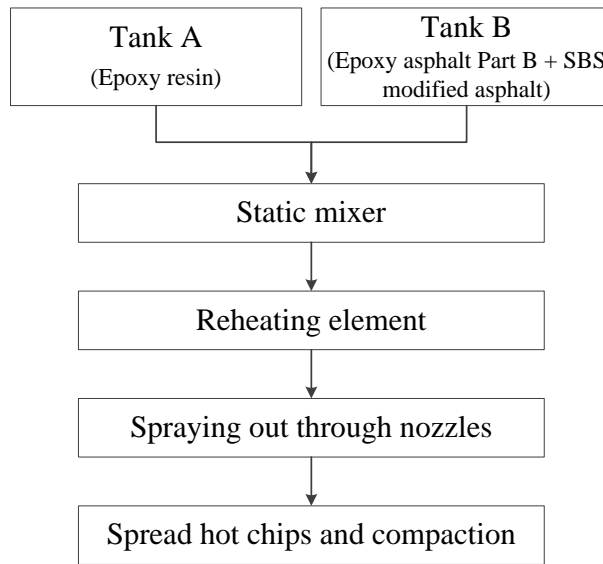 Tank A
(Epoxy resin)
Tank B
(Epoxy asphalt Part B + SBS
modified asphalt)
Static mixer
Reheating element
Spraying out through nozzles
Spread hot chips and compaction